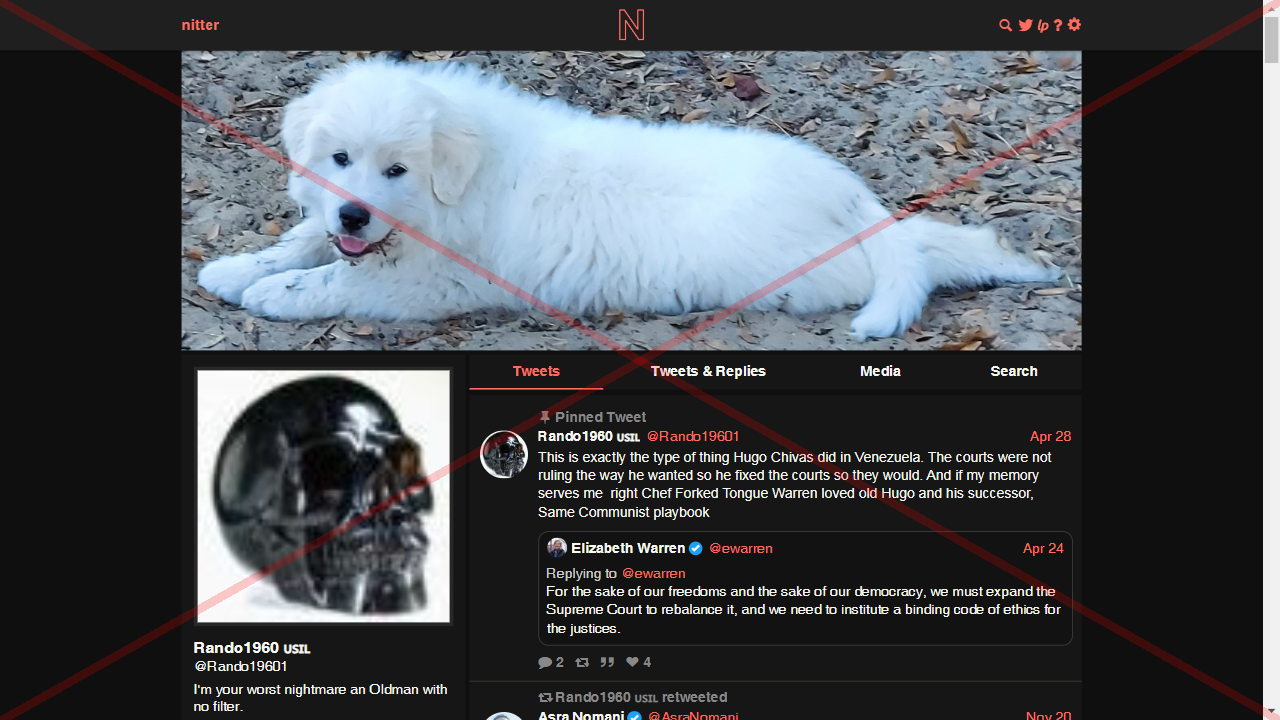 nitter
N
lp ?
Tweets Tweets & Replies Media Search
Pinned Tweet
Rando1960 USIL @Rando19601 Apr 28
This is exactly the type of thing Hugo Chivas did in Venezuela. The courts were not
ruling the way he wanted so he fixed the courts so they would. And if my memory
serves me  right Chef Forked Tongue Warren loved old Hugo and his successor,
Same Communist playbook
Elizabeth Warren @ewarren Apr 24
Replying to @ewarren
For the sake of our freedoms and the sake of our democracy, we must expand the
Supreme Court to rebalance it, and we need to institute a binding code of ethics for
the justices.
2 4
Rando1960 USIL retweeted
Asra Nomani @AsraNomani Nov 20
Rando1960 USIL
@Rando19601
I'm your worst nightmare an Oldman with
no filter.